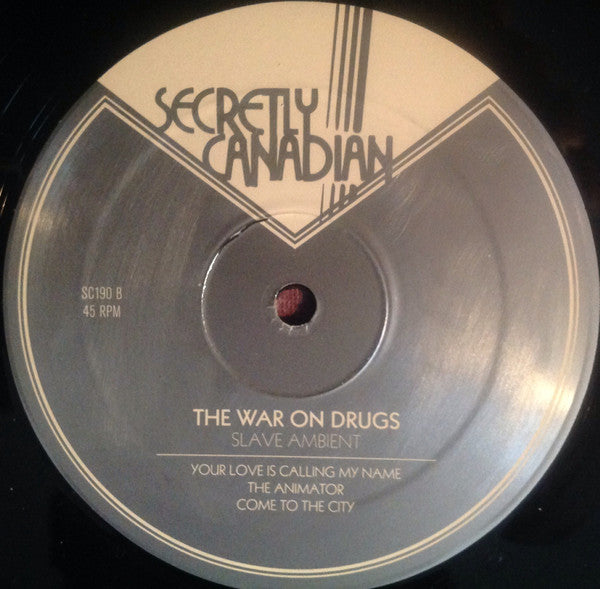 SECRETLY
CANADIAN
SC190 B
45 RPM
THE WAR ON DRUGS
SLAVE AMBIENT
YOUR LOVE IS CALLING MY NAME
THE ANIMATOR
COME TO THE CITY